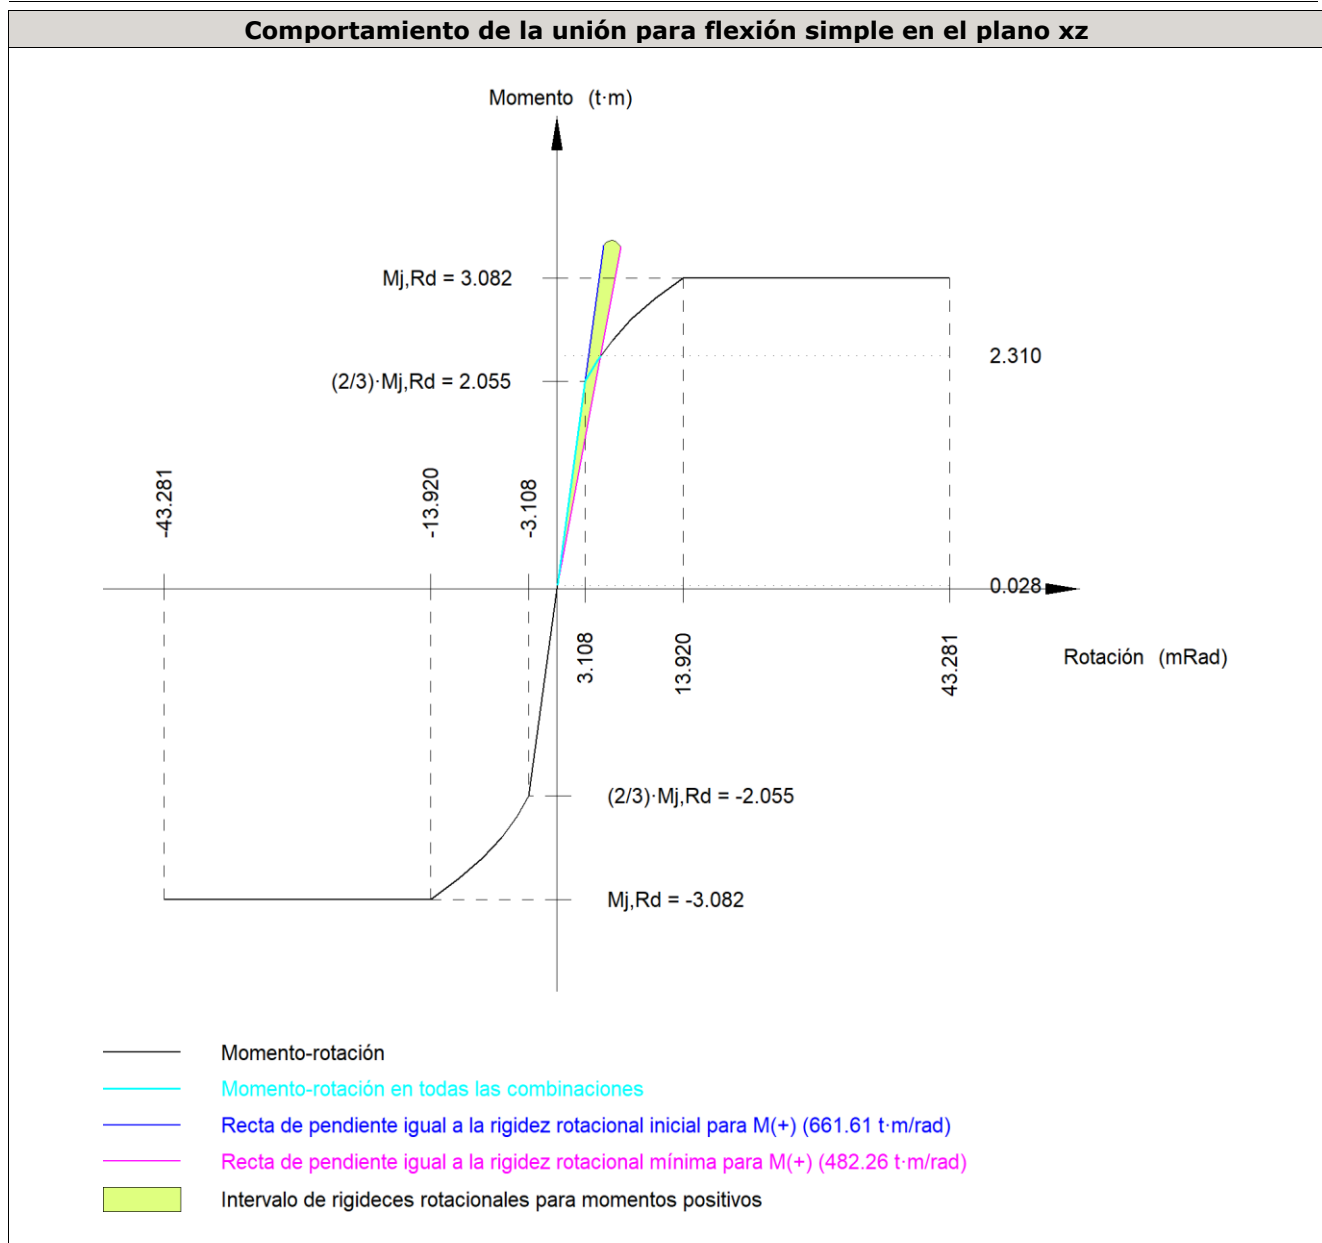 Comportamiento de la unión para flexión simple en el plano xz
Momento (t·m)
Mj,Rd = 3.082
2.310
(2/3)·Mj,Rd = 2.055
-43.281
-13.920
-3.108
0.028
3.108
13.920
43.281
Rotación (mRad)
(2/3)·Mj,Rd = -2.055
Mj,Rd = -3.082
Momento-rotación
Momento-rotación en todas las combinaciones
Recta de pendiente igual a la rigidez rotacional inicial para M(+) (661.61 t·m/rad)
Recta de pendiente igual a la rigidez rotacional mínima para M(+) (482.26 t·m/rad)
Intervalo de rigideces rotacionales para momentos positivos